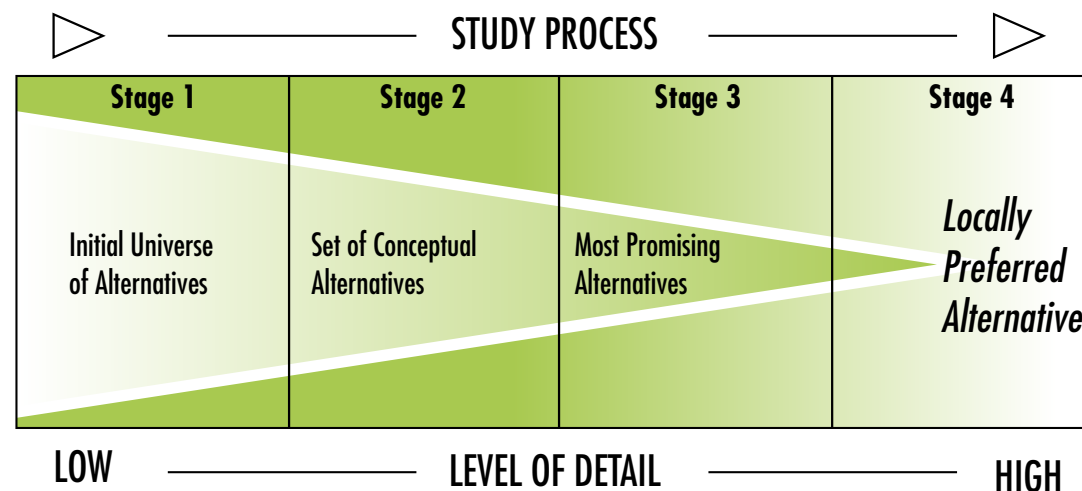 STUDY PROCESS
Stage 1
Stage 2
Stage 3
Stage 4
Initial Universe
of Alternatives
Set of Conceptual
Alternatives
Most Promising
Alternatives
Locally
Preferred
Alternative
LOW
LEVEL OF DETAIL
HIGH